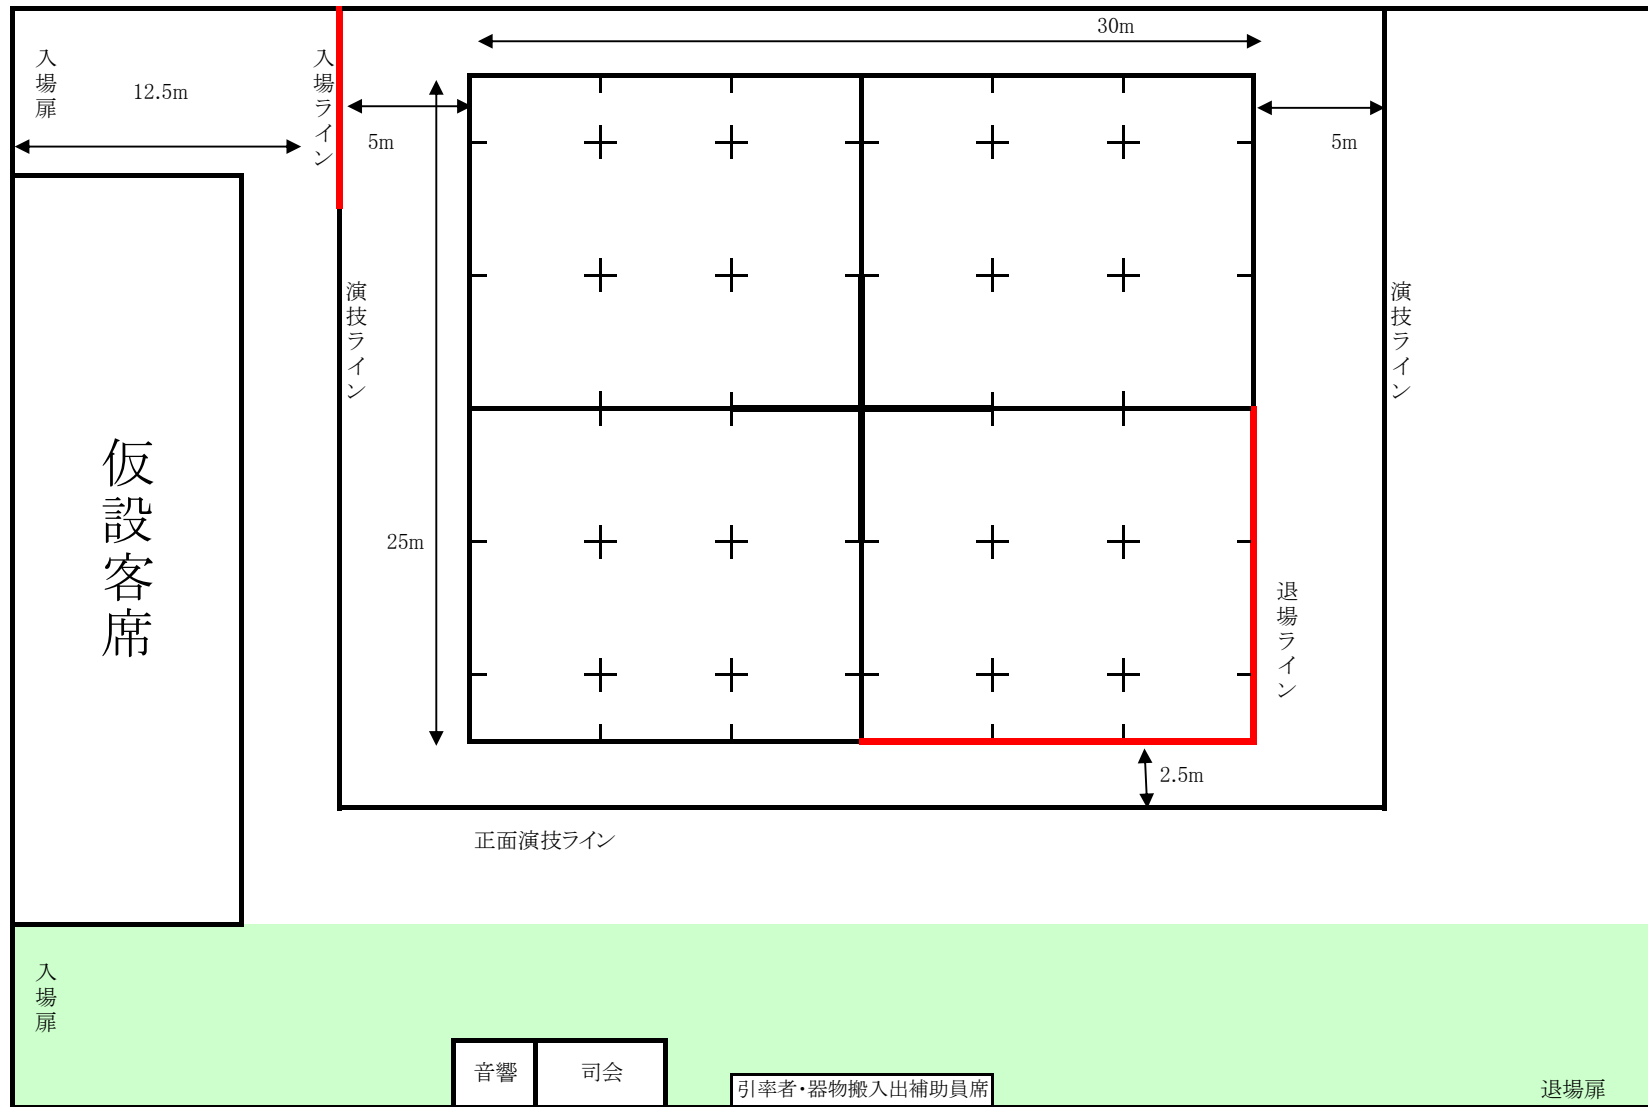 30m
入場扉
入場ライン
12.5m
5m
5m
演技ライン
演技ライン
仮設客席
25m
退場ライン
2.5m
正面演技ライン
入場扉
音響
司会
引率者・器物搬入出補助員席
退場扉